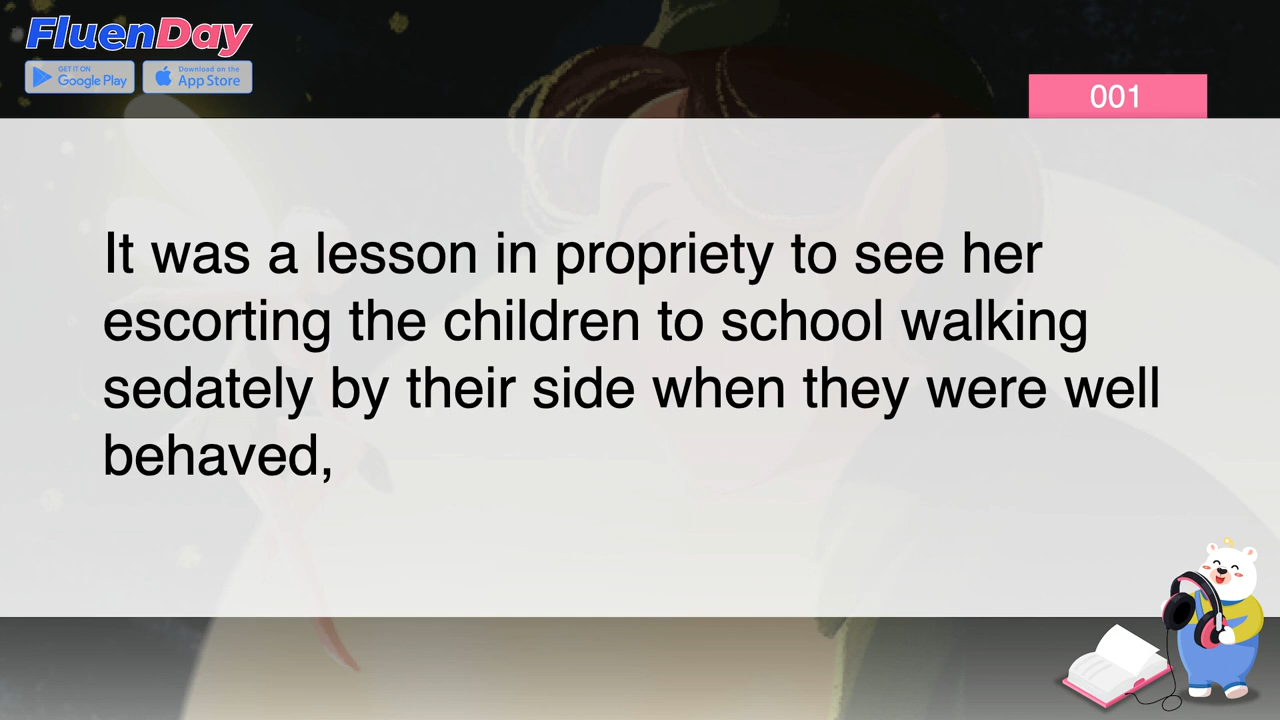 FluenDay
GET IT ON
Google Play
Download on the
App Store
001
It was a lesson in propriety to see her
escorting the children to school walking
sedately by their side when they were well
behaved,